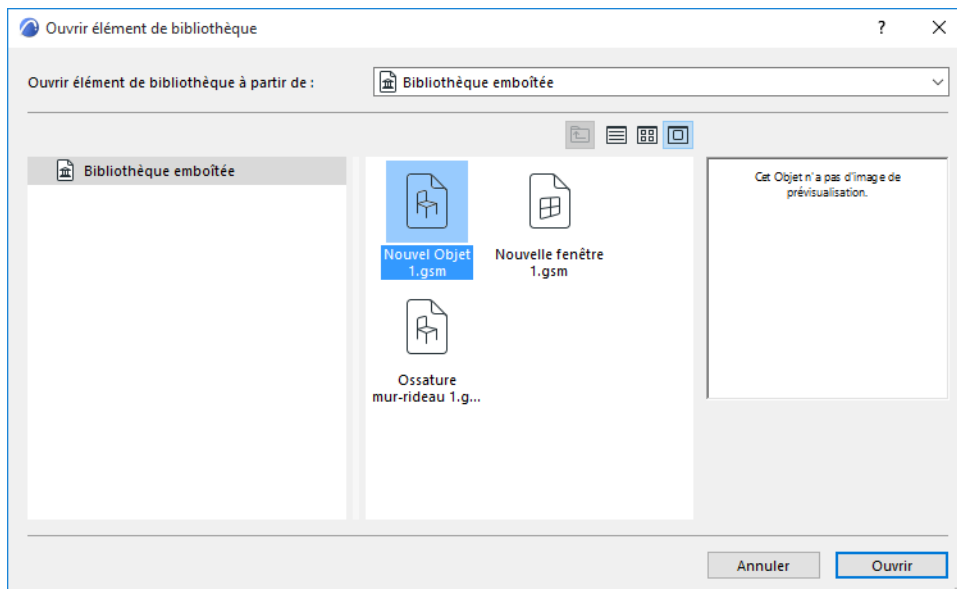 Ouvrir élément de bibliothèque
?
Ouvrir élément de bibliothèque à partir de :
Bibliothèque emboîtée
Bibliothèque emboîtée
Nouvel Objet
1.gsm
Nouvelle fenêtre
1.gsm
Ossature
mur-rideau 1.g...
Cet Objet n'a pas d'image de
prévisualisation.
Annuler
Ouvrir